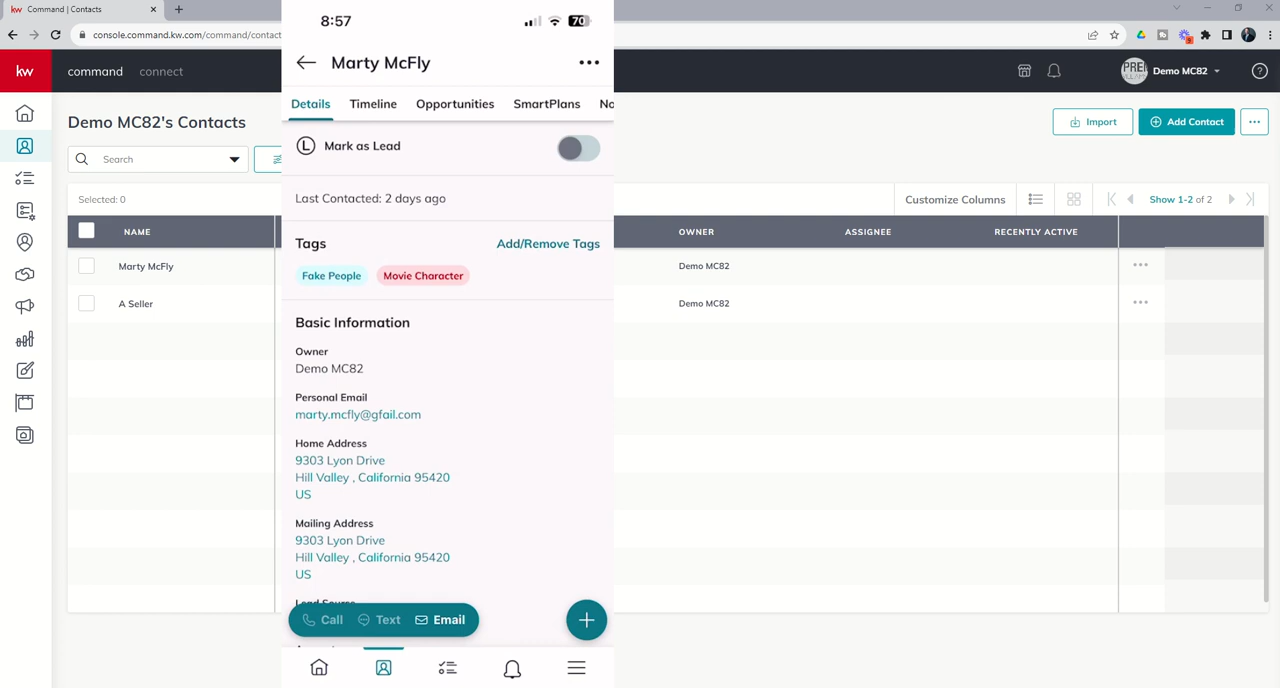 kw Command | Contacts
console.command.kw.com/command/contact
kw
command connect
Demo MC82
Demo MC82's Contacts
Import
Add Contact
Search
Selected: 0
Customize Columns
Show 1-2 of 2
NAME
OWNER
ASSIGNEE
RECENTLY ACTIVE
Marty McFly
Demo MC82
A Seller
Demo MC82
8:57
70
Marty McFly
Details Timeline Opportunities SmartPlans No
L Mark as Lead
Last Contacted: 2 days ago
Tags
Add/Remove Tags
Fake People Movie Character
Basic Information
Owner
Demo MC82
Personal Email
marty.mcfly@gfail.com
Home Address
9303 Lyon Drive
Hill Valley , California 95420
US
Mailing Address
9303 Lyon Drive
Hill Valley , California 95420
US
Lead Source
Call Text Email